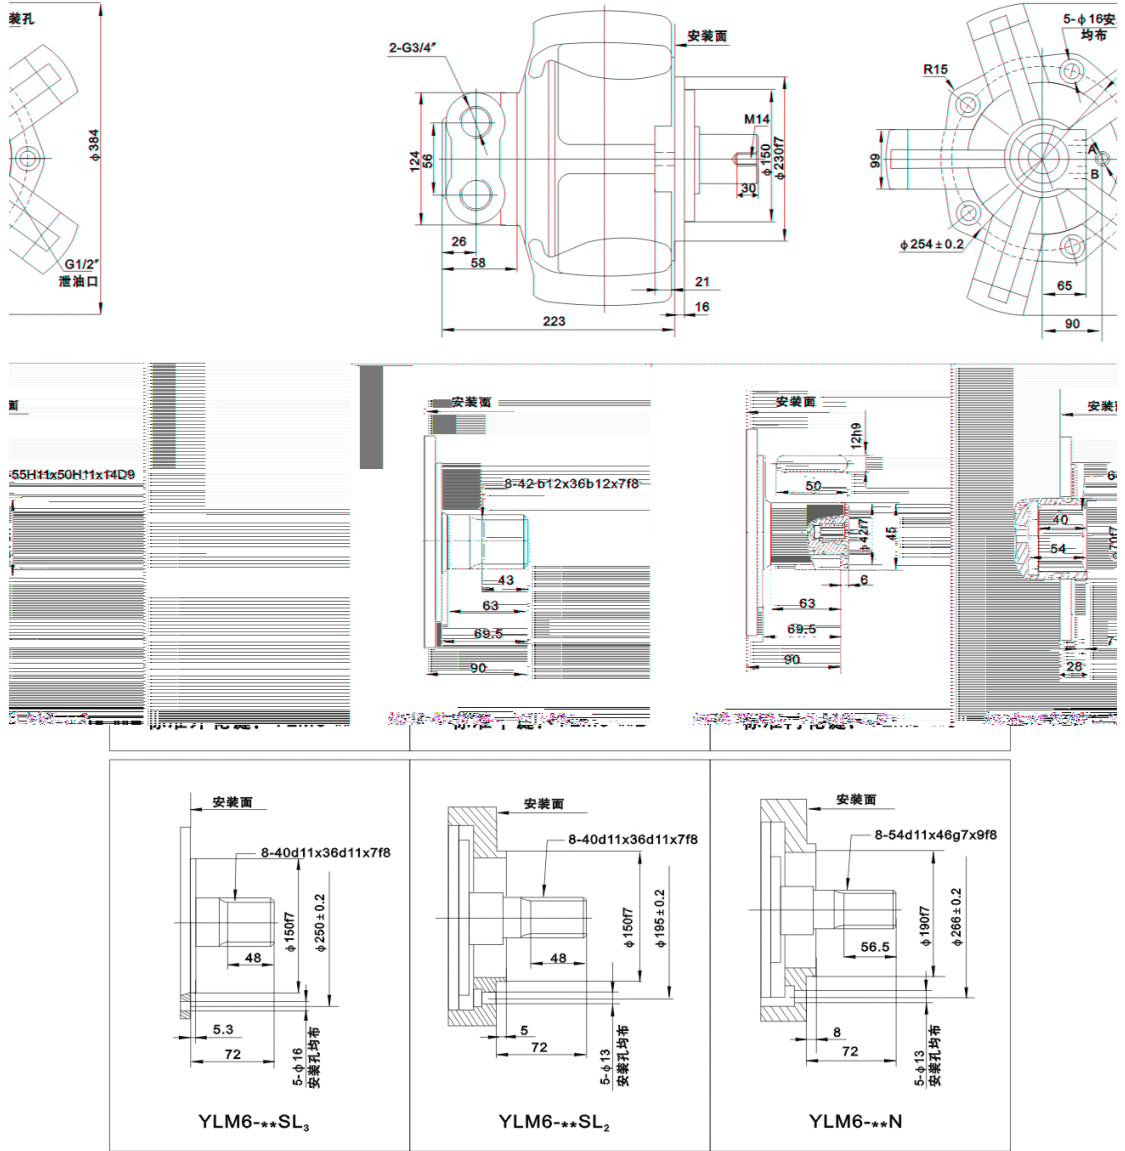 装孔
φ384
G1/2″
泄油口
2-G3/4″
安装面
M14
124
56
26
58
223
30
φ150
φ230f7
21
16
5-φ16安
均布
R15
99
A
B
φ254±0.2
65
90
面
-55H11x50H11x14D9
安装面
8-42b12x36b12x7f8
43
63
69.5
90
安装面
12h9
50
φ42f7
45
6
63
69.5
90
安装
40
54
φ70f7
28
安装面
8-40d11x36d11x7f8
φ150f7
φ250±0.2
48
5.3
72
5-φ16
安装孔均布
YLM6-**SL₃
安装面
8-40d11x36d11x7f8
φ150f7
φ195±0.2
48
5
72
5-φ13
安装孔均布
YLM6-**SL₂
安装面
8-54d11x46g7x9f8
φ190f7
φ266±0.2
56.5
8
72
5-φ13
安装孔均布
YLM6-**N